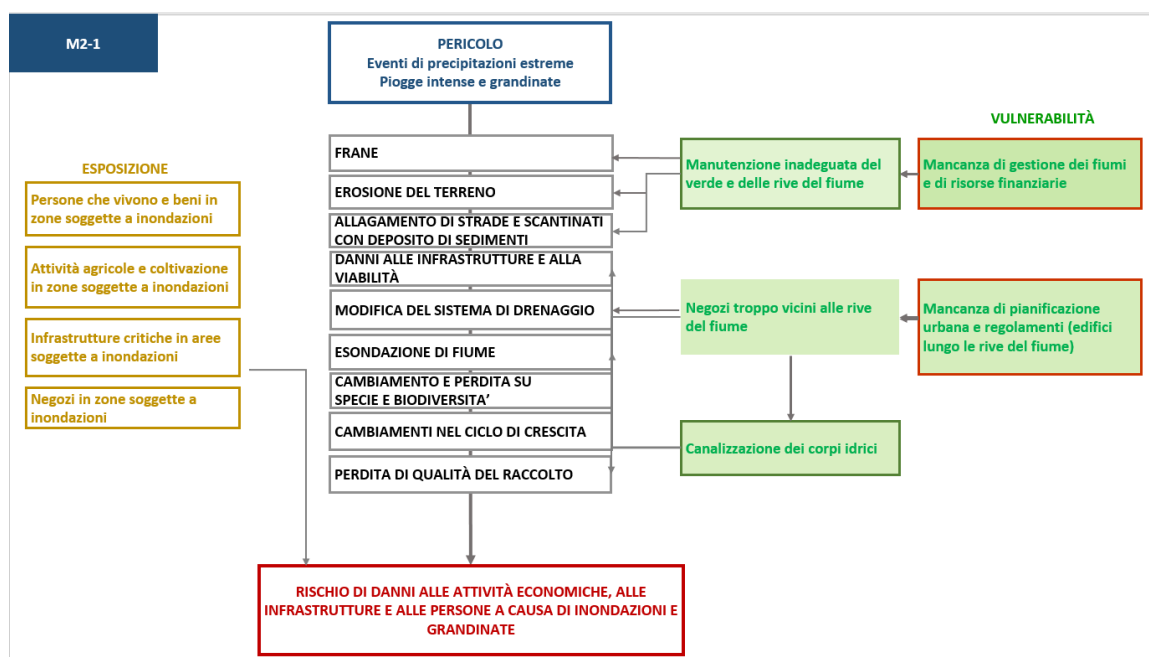 M2-1
PERICOLO
Eventi di precipitazioni estreme
Piogge intense e grandinate
VULNERABILITÀ
ESPOSIZIONE
Persone che vivono e beni in
zone soggette a inondazioni
Attività agricole e coltivazione
in zone soggette a inondazioni
Infrastrutture critiche in aree
soggette a inondazioni
Negozi in zone soggette a
inondazioni
FRANE
EROSIONE DEL TERRENO
ALLAGAMENTO DI STRADE E SCANTINATI
CON DEPOSITO DI SEDIMENTI
DANNI ALLE INFRASTRUTTURE E ALLA
VIABILITÀ
MODIFICA DEL SISTEMA DI DRENAGGIO
ESONDAZIONE DI FIUME
CAMBIAMENTO E PERDITA SU
SPECIE E BIODIVERSITA’
CAMBIAMENTI NEL CICLO DI CRESCITA
PERDITA DI QUALITÀ DEL RACCOLTO
Manutenzione inadeguata del
verde e delle rive del fiume
Negozi troppo vicini alle rive
del fiume
Canalizzazione dei corpi idrici
Mancanza di gestione dei fiumi
e di risorse finanziarie
Mancanza di pianificazione
urbana e regolamenti (edifici
lungo le rive del fiume)
RISCHIO DI DANNI ALLE ATTIVITÀ ECONOMICHE, ALLE
INFRASTRUTTURE E ALLE PERSONE A CAUSA DI INONDAZIONI E
GRANDINATE